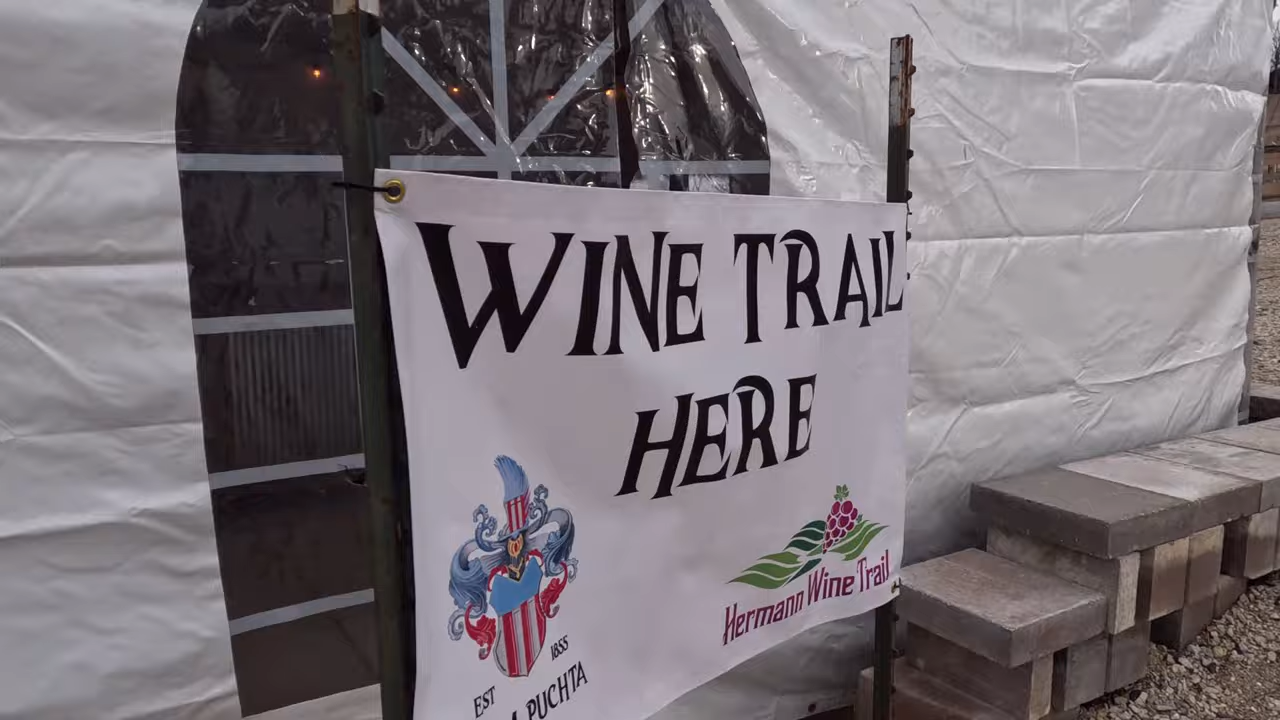 WINE TRAIL
HERE
Hermann Wine Trail
EST 1855
PUCHTA